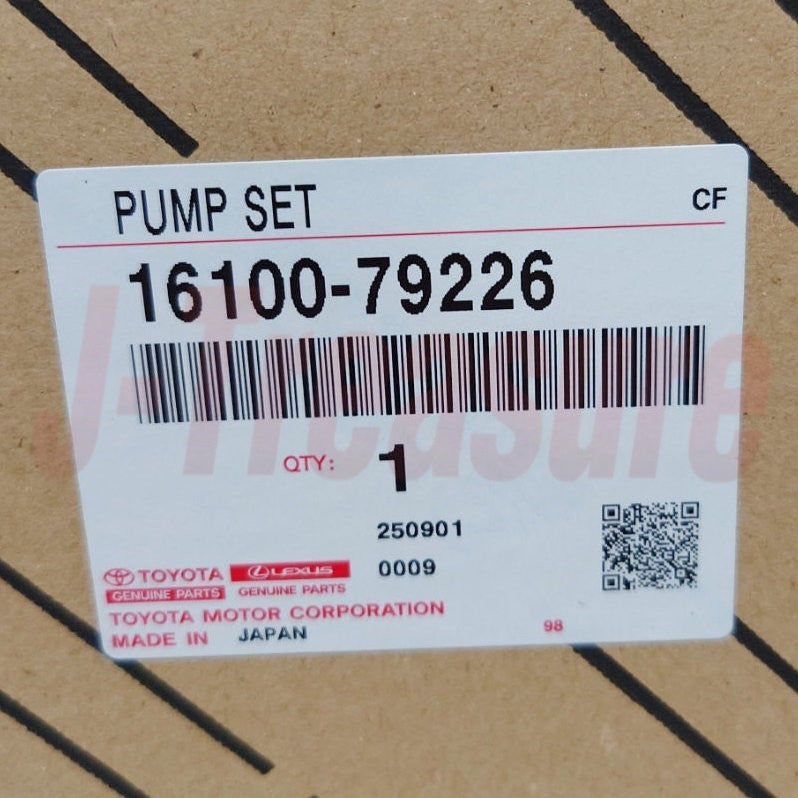 PUMP SET CF
16100-79226
J-Treasure
QTY: 1
250901
0009
TOYOTA LEXUS
GENUINE PARTS GENUINE PARTS
TOYOTA MOTOR CORPORATION
MADE IN JAPAN
98